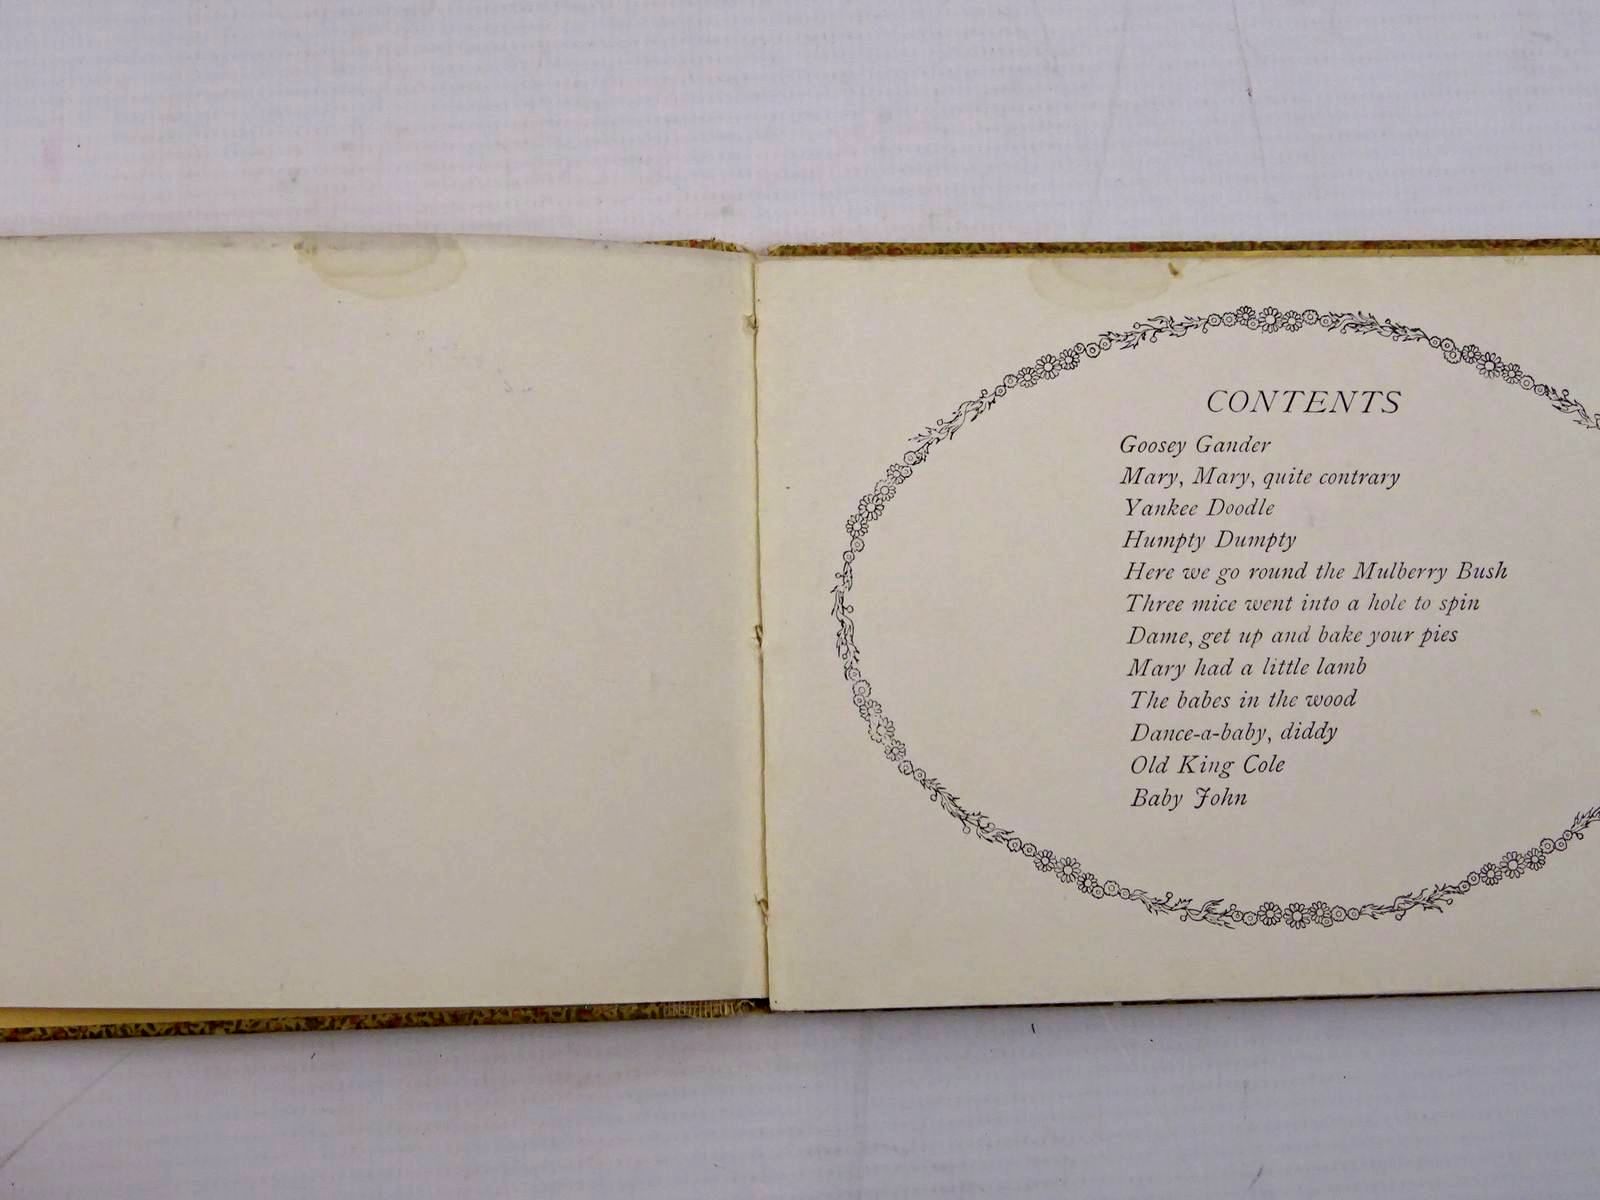 CONTENTS
Goosey Gander
Mary, Mary, quite contrary
Yankee Doodle
Humpty Dumpty
Here we go round the Mulberry Bush
Three mice went into a hole to spin
Dame, get up and bake your pies
Mary had a little lamb
The babes in the wood
Dance-a-baby, diddy
Old King Cole
Baby John